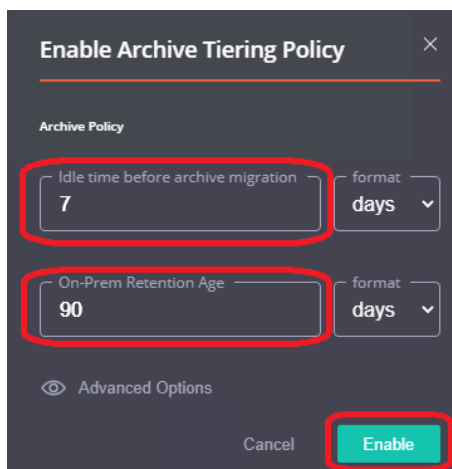 Enable Archive Tiering Policy
Archive Policy
Idle time before archive migration
format
7
days
On-Prem Retention Age
format
90
days
Advanced Options
Cancel
Enable